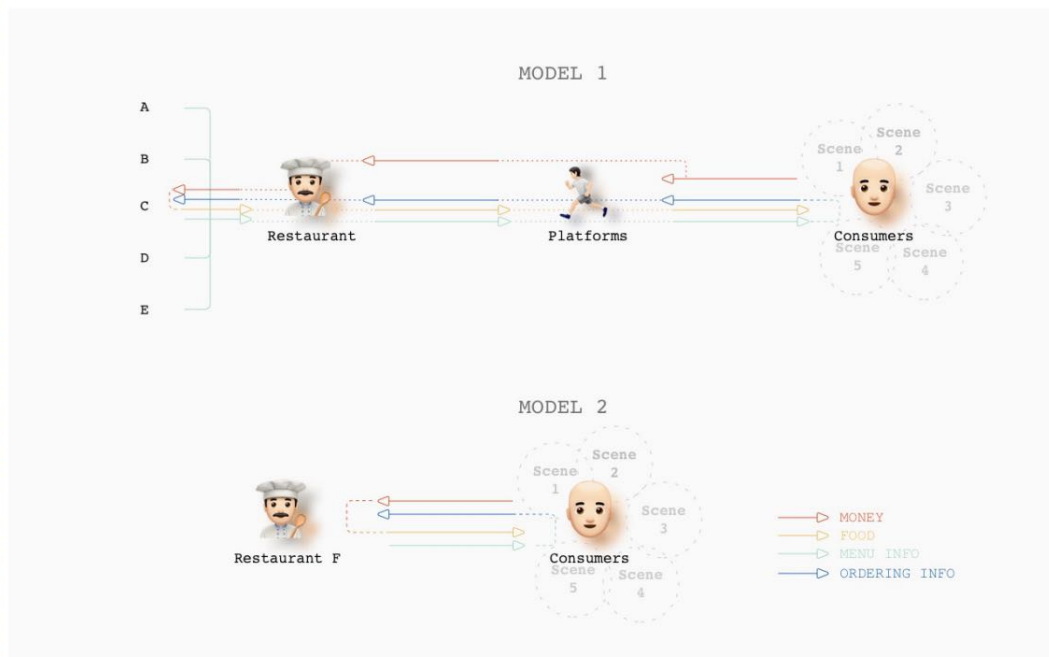 MODEL 1
A
B
C
D
E
Restaurant
Platforms
Consumers
Scene
1
Scene
2
Scene
3
Scene
4
Scene
5
MODEL 2
Restaurant F
Consumers
Scene
1
Scene
2
Scene
3
Scene
4
Scene
5
MONEY
FOOD
MENU INFO
ORDERING INFO